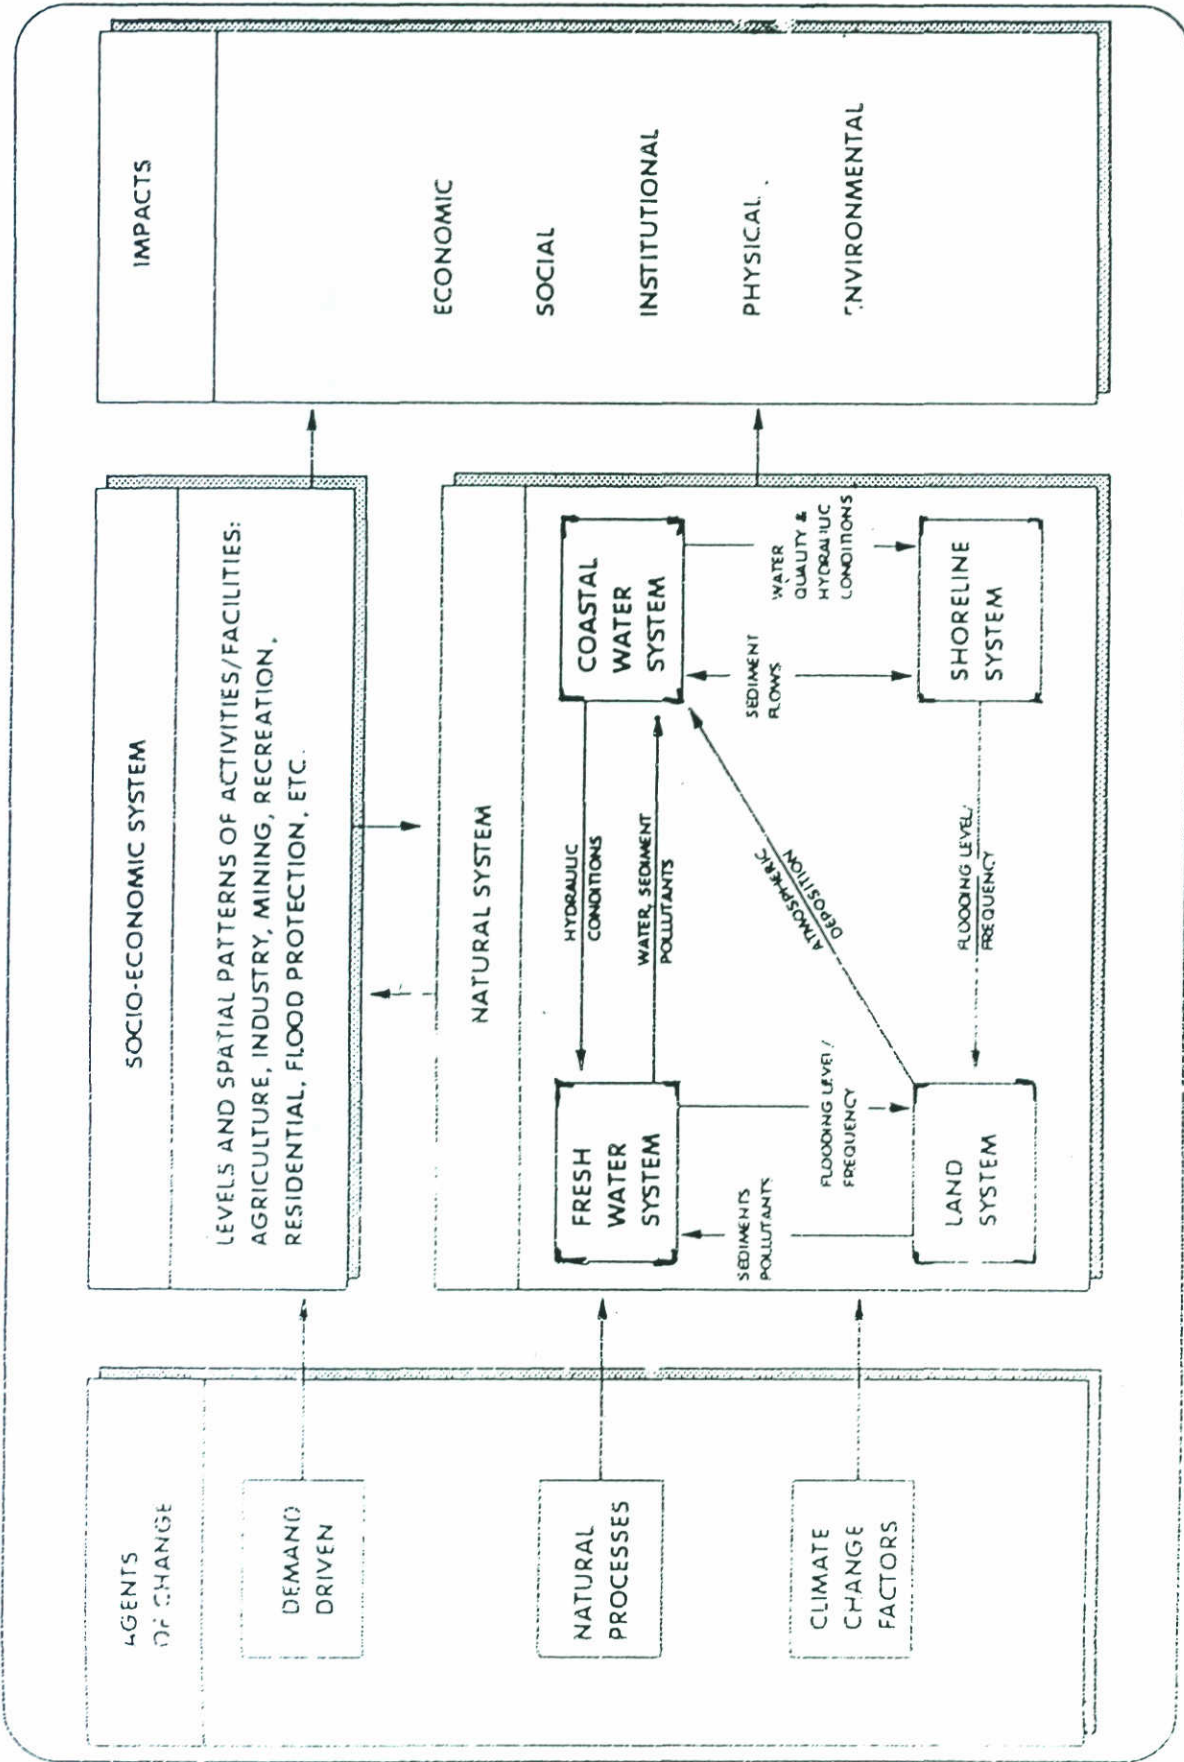 AGENTS
OF CHANGE
DEMAND
DRIVEN
NATURAL
PROCESSES
CLIMATE
CHANGE
FACTORS
SOCIO-ECONOMIC SYSTEM
LEVELS AND SPATIAL PATTERNS OF ACTIVITIES/FACILITIES:
AGRICULTURE, INDUSTRY, MINING, RECREATION,
RESIDENTIAL, FLOOD PROTECTION, ETC.
NATURAL SYSTEM
FRESH
WATER
SYSTEM
HYDRAULIC
CONDITIONS
WATER, SEDIMENT
POLLUTANTS
COASTAL
WATER
SYSTEM
SEDIMENTS
POLLUTANTS
FLOODING LEVEL/
FREQUENCY
ATMOSPHERIC
DEPOSITION
SEDIMENT
FLOWS
WATER
QUALITY &
HYDRAULIC
CONDITIONS
LAND
SYSTEM
FLOODING LEVEL/
FREQUENCY
SHORELINE
SYSTEM
IMPACTS
ECONOMIC
SOCIAL
INSTITUTIONAL
PHYSICAL
ENVIRONMENTAL